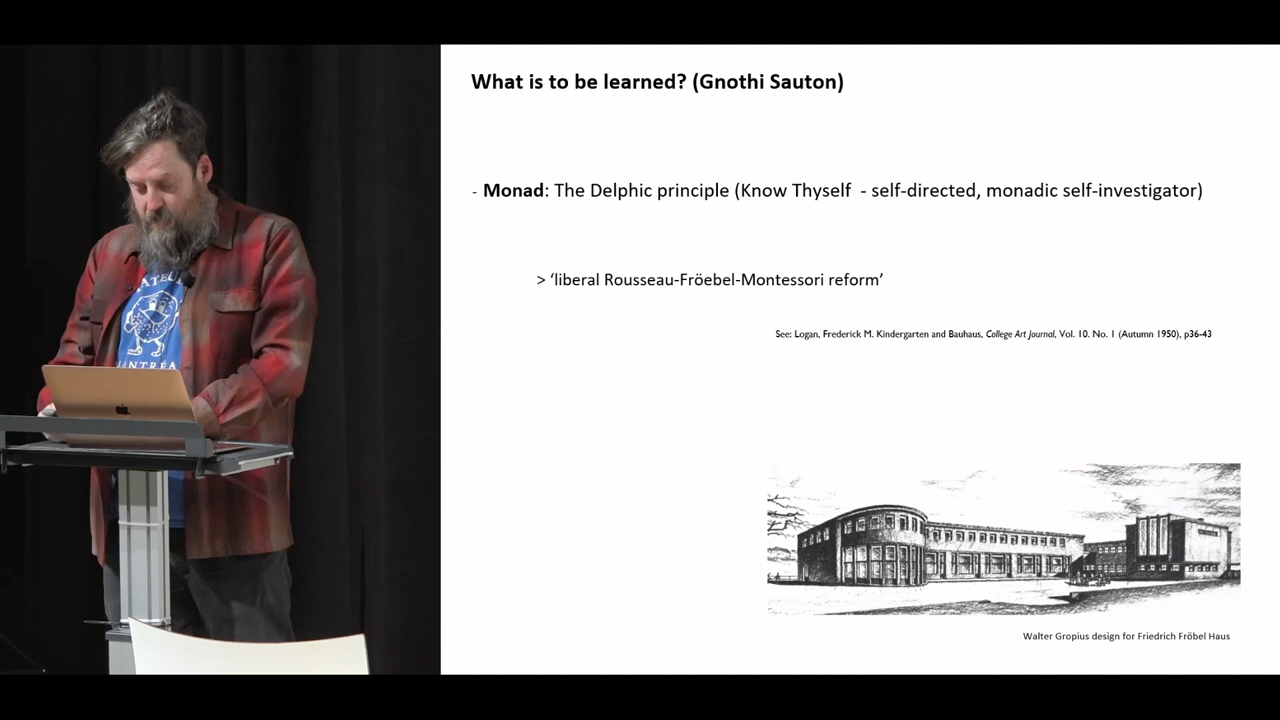 What is to be learned? (Gnothi Sauton)
- Monad: The Delphic principle (Know Thyself - self-directed, monadic self-investigator)
> ‘liberal Rousseau-Fröebel-Montessori reform’
See: Logan, Frederick M. Kindergarten and Bauhaus, College Art Journal, Vol. 10. No. 1 (Autumn 1950), p36-43
Walter Gropius design for Friedrich Fröbel Haus